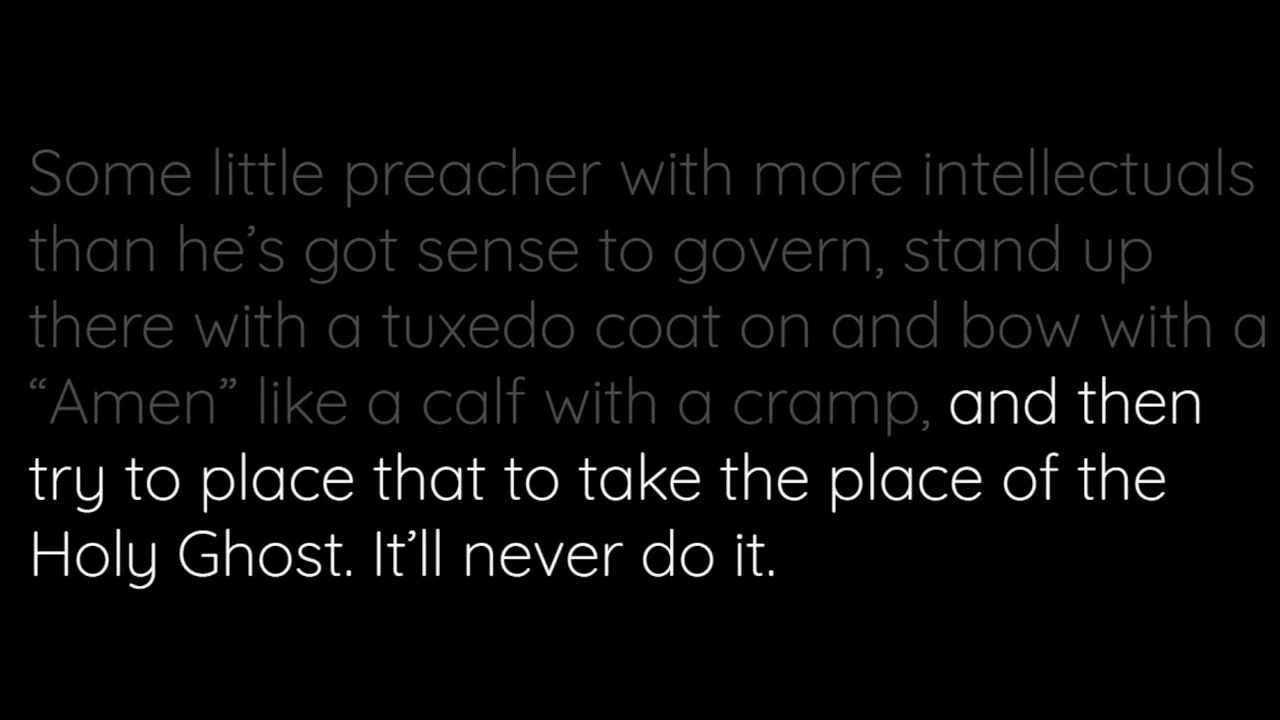 Some little preacher with more intellectuals
than he’s got sense to govern, stand up
there with a tuxedo coat on and bow with a
“Amen” like a calf with a cramp, and then
try to place that to take the place of the
Holy Ghost. It’ll never do it.